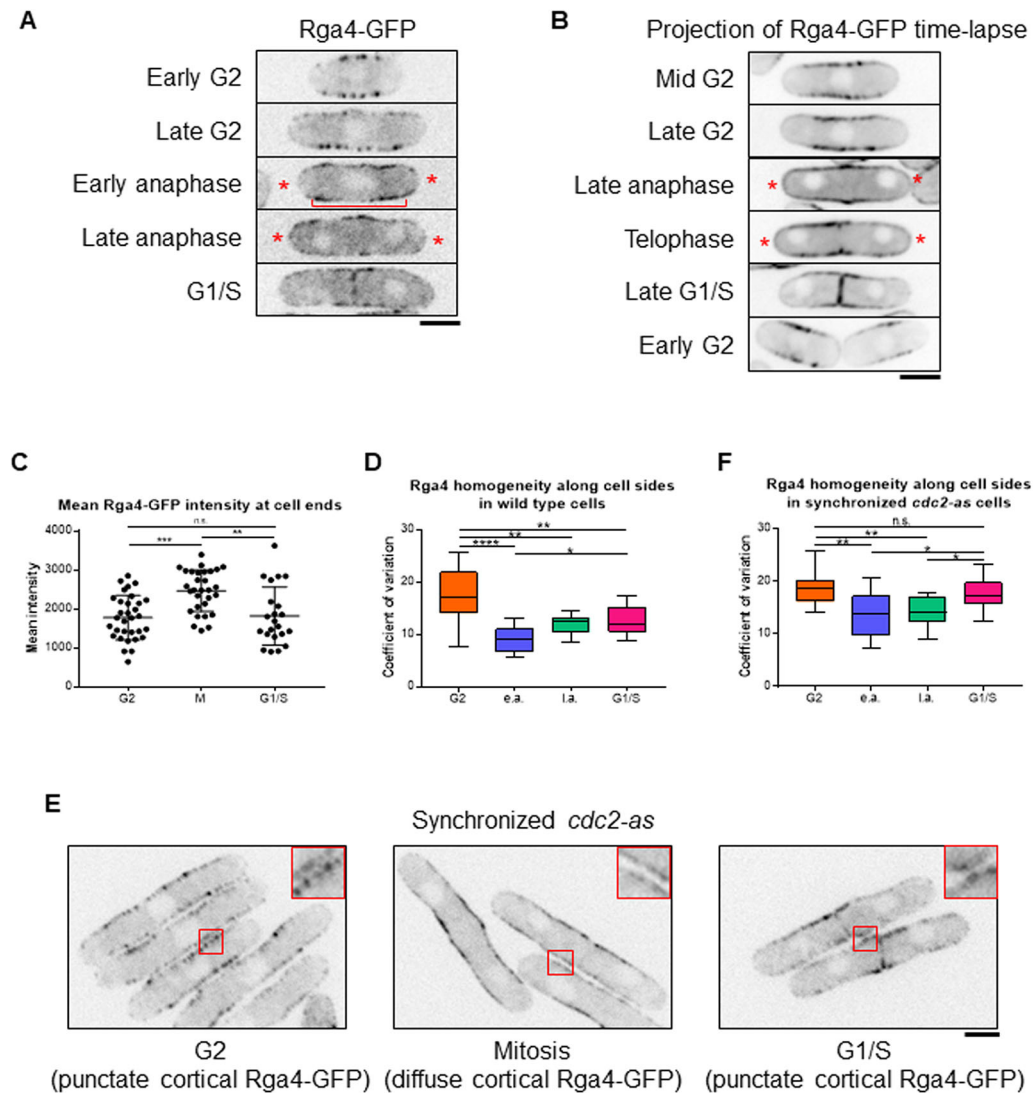 A
Rga4-GFP
Early G2
Late G2
Early anaphase
*
*
Late anaphase
*
*
G1/S
B
Projection of Rga4-GFP time-lapse
Mid G2
Late G2
Late anaphase
*
*
Telophase
*
*
Late G1/S
Early G2
C
Mean Rga4-GFP intensity at cell ends
n.s.
***
**
4000
3000
2000
1000
0
Mean intensity
G2
M
G1/S
D
Rga4 homogeneity along cell sides
in wild type cells
**
**
****
*
30
20
10
0
Coefficient of variation
G2
e.a.
l.a.
G1/S
F
Rga4 homogeneity along cell sides
in synchronized cdc2-as cells
n.s.
**
**
*
*
30
20
10
0
Coefficient of variation
G2
e.a.
l.a.
G1/S
E
Synchronized cdc2-as
G2
(punctate cortical Rga4-GFP)
Mitosis
(diffuse cortical Rga4-GFP)
G1/S
(punctate cortical Rga4-GFP)